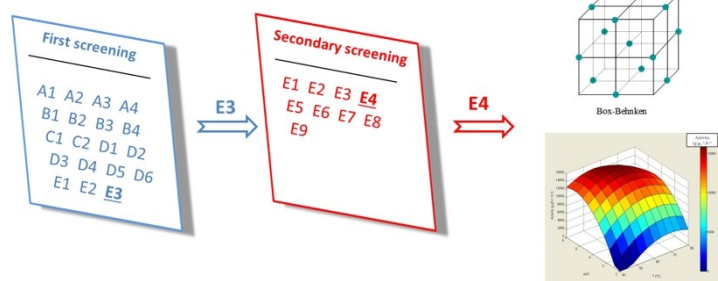 First screening
A1 A2 A3 A4
B1 B2 B3 B4
C1 C2 D1 D2
D3 D4 D5 D6
E1 E2 E3
E3
Secondary screening
E1 E2 E3 E4
E5 E6 E7 E8
E9
E4
Box-Behnken